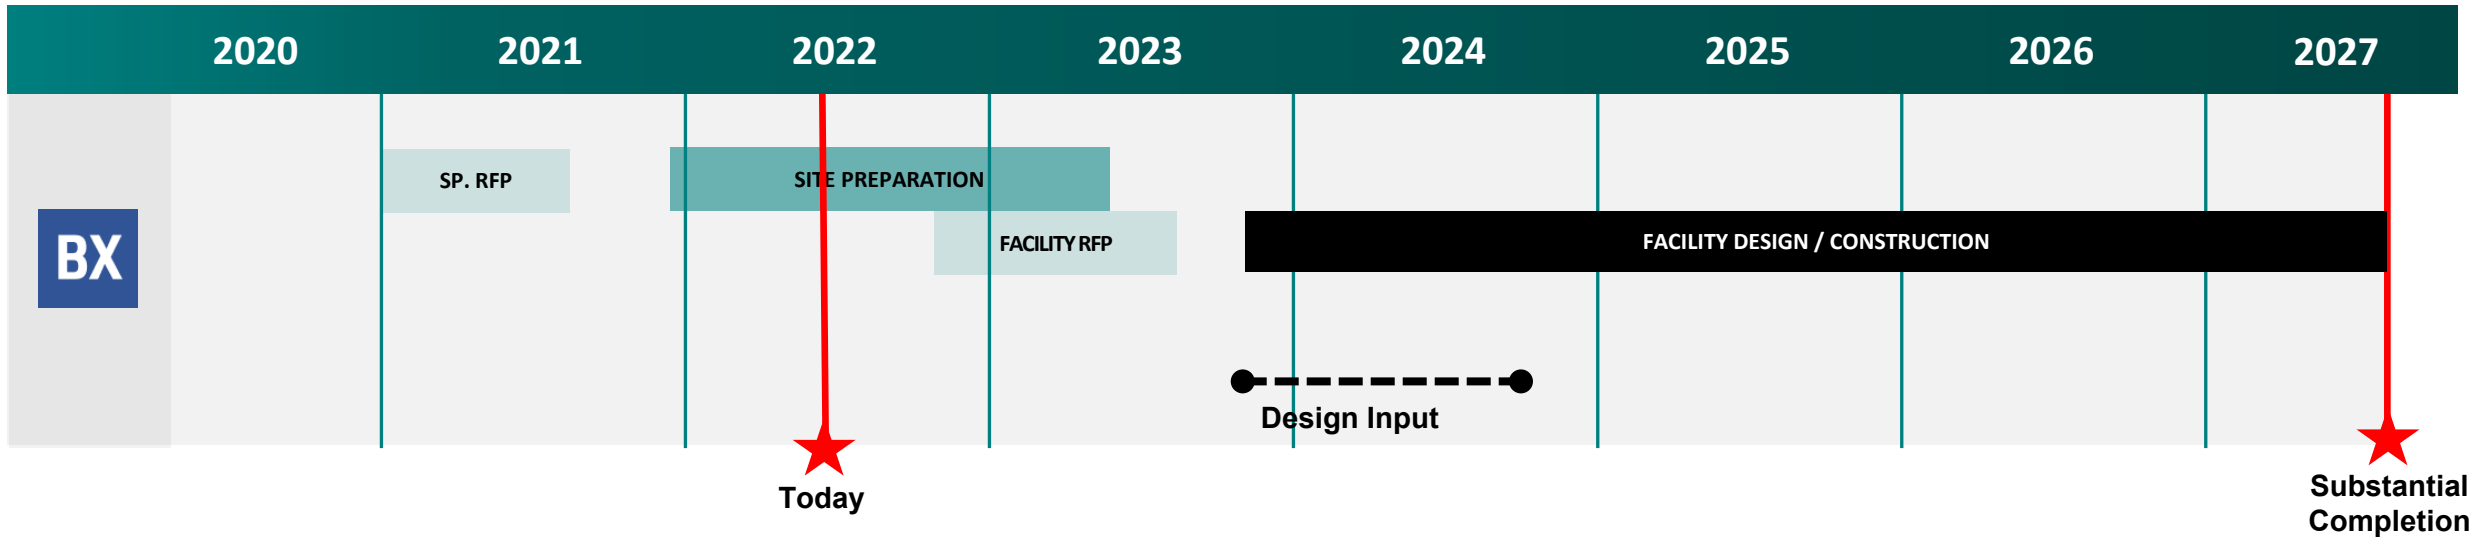 2020 2021 2022 2023 2024 2025 2026 2027
SP. RFP
SITE PREPARATION
BX
FACILITY RFP
FACILITY DESIGN / CONSTRUCTION
Design Input
Today
Substantial
Completion